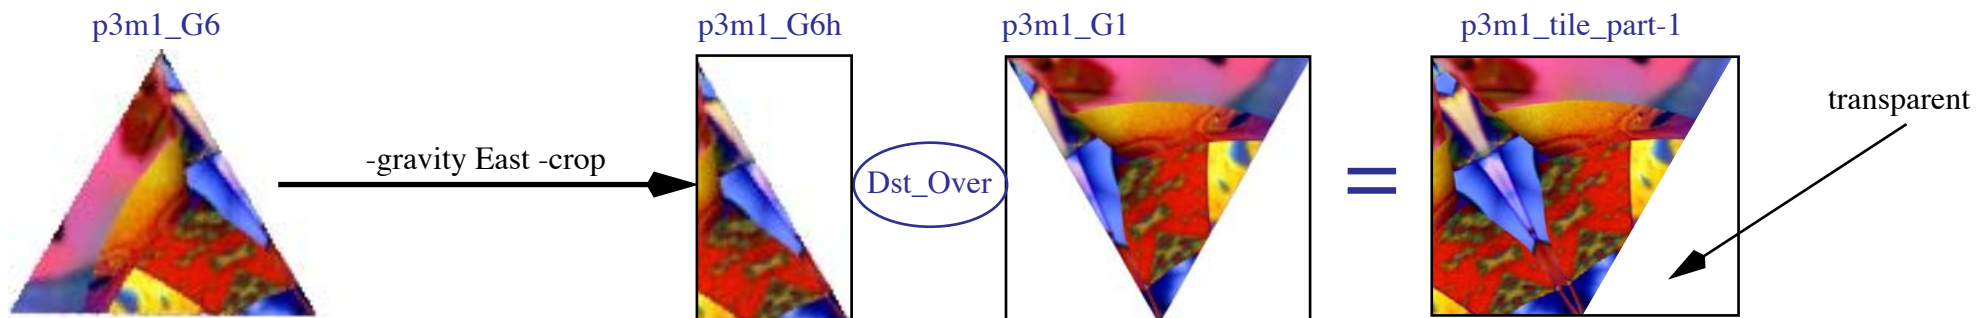 p3m1_G6
p3m1_G6h
p3m1_G1
p3m1_tile_part-1
transparent
-gravity East -crop
Dst_Over
=